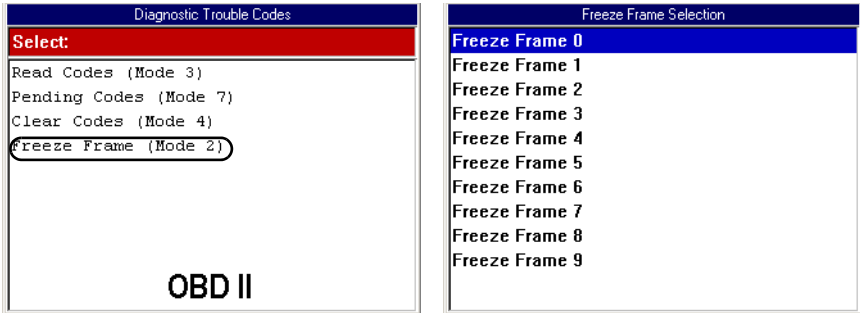 Diagnostic Trouble Codes
Select:
Read Codes (Mode 3)
Pending Codes (Mode 7)
Clear Codes (Mode 4)
Freeze Frame (Mode 2)
OBD II
Freeze Frame Selection
Freeze Frame 0
Freeze Frame 1
Freeze Frame 2
Freeze Frame 3
Freeze Frame 4
Freeze Frame 5
Freeze Frame 6
Freeze Frame 7
Freeze Frame 8
Freeze Frame 9